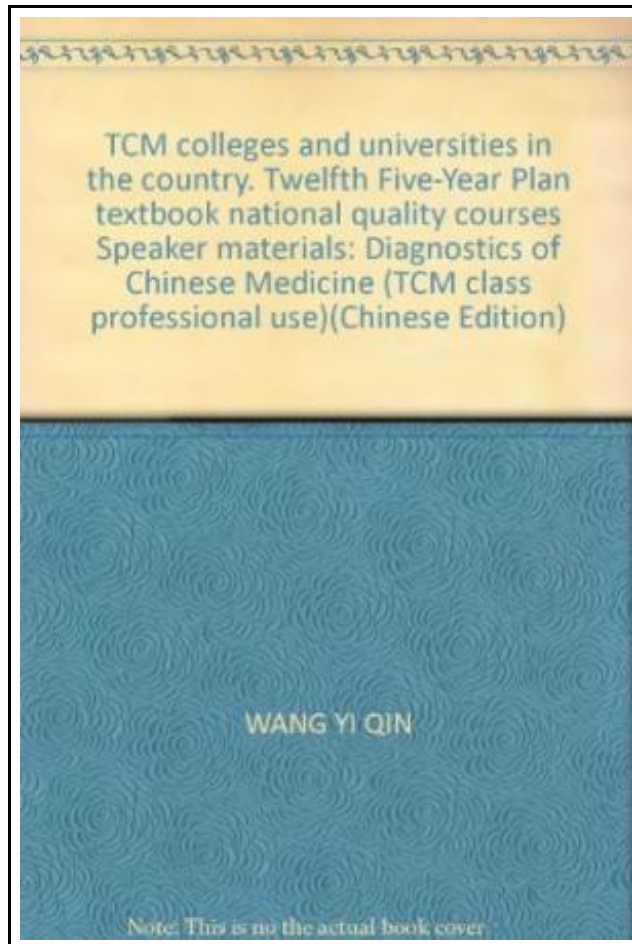 TCM colleges and universities in
the country. Twelfth Five-Year Plan
textbook national quality courses
Speaker materials: Diagnostics of
Chinese Medicine (TCM class
professional use)(Chinese Edition)
WANG YI QIN
Note: This is no the actual book cover